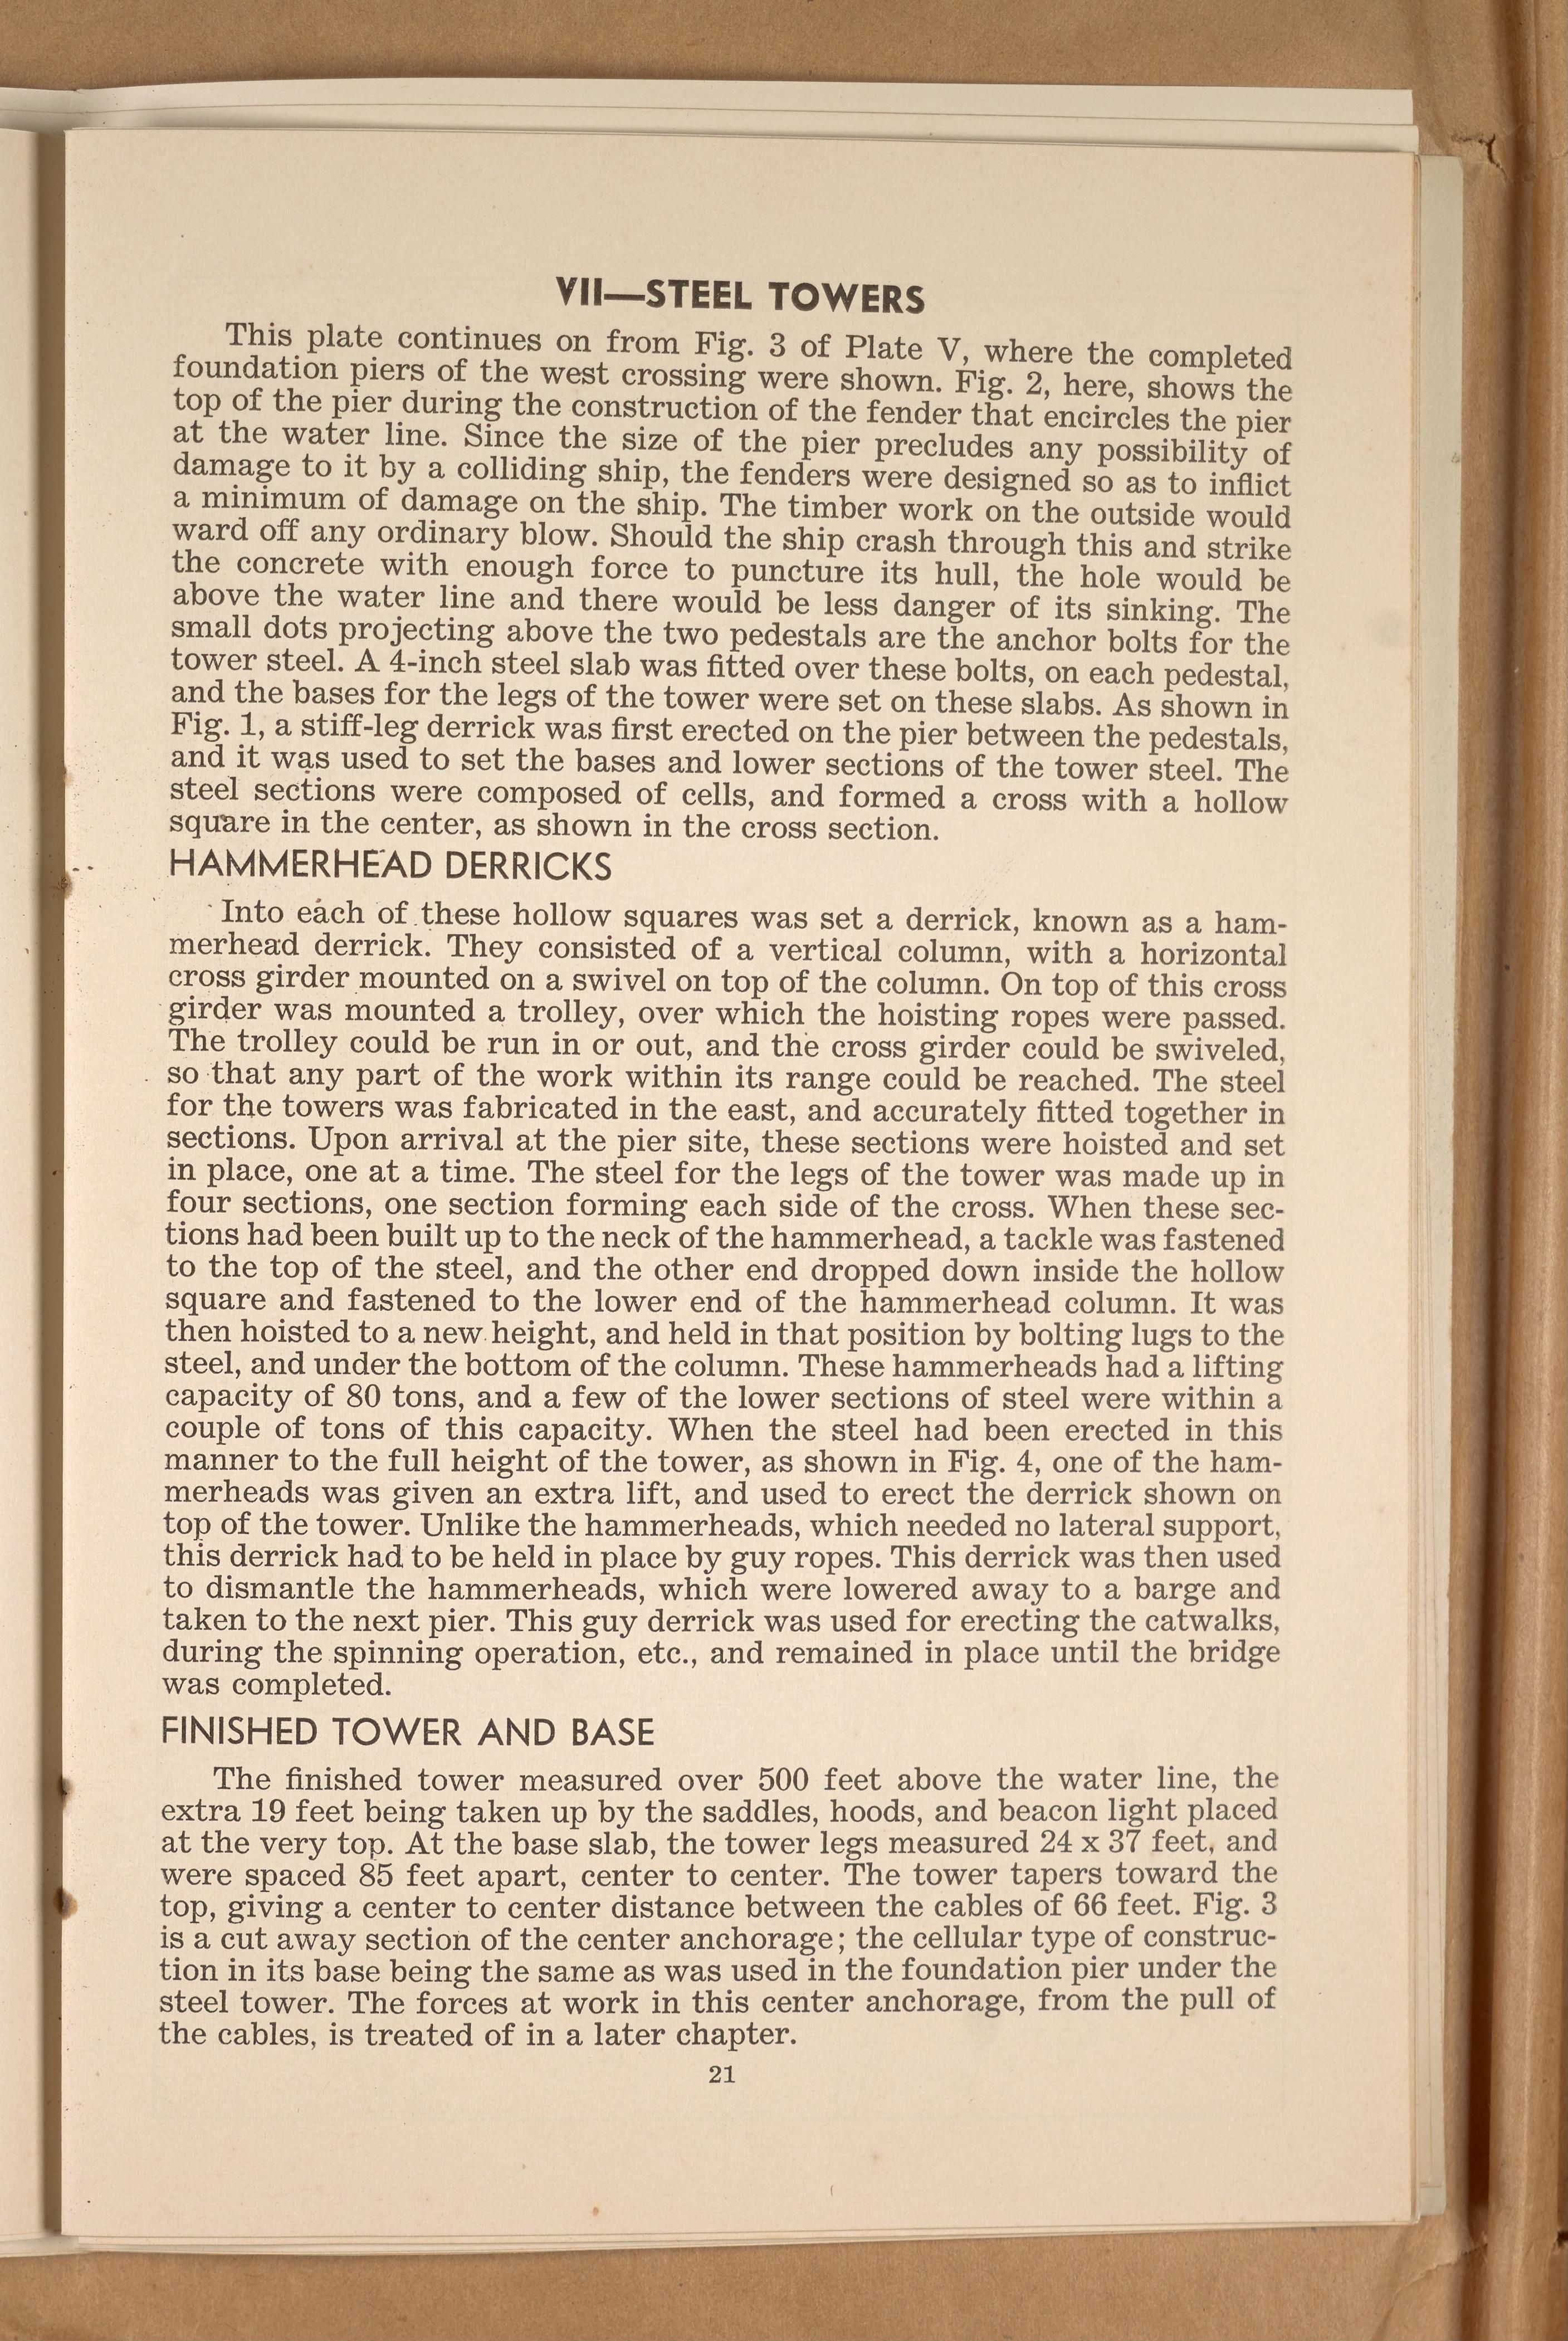 VII—STEEL TOWERS
This plate continues on from Fig. 3 of Plate V, where the completed
foundation piers of the west crossing were shown. Fig. 2, here, shows the
top of the pier during the construction of the fender that encircles the pier
at the water line. Since the size of the pier precludes any possibility of
damage to it by a colliding ship, the fenders were designed so as to inflict
a minimum of damage on the ship. The timber work on the outside would
ward off any ordinary blow. Should the ship crash through this and strike
the concrete with enough force to puncture its hull, the hole would be
above the water line and there would be less danger of its sinking. The
small dots projecting above the two pedestals are the anchor bolts for the
tower steel. A 4-inch steel slab was fitted over these bolts, on each pedestal,
and the bases for the legs of the tower were set on these slabs. As shown in
Fig. 1, a stiff-leg derrick was first erected on the pier between the pedestals,
and it was used to set the bases and lower sections of the tower steel. The
steel sections were composed of cells, and formed a cross with a hollow
square in the center, as shown in the cross section.
HAMMERHEAD DERRICKS
Into each of these hollow squares was set a derrick, known as a ham-
merhead derrick. They consisted of a vertical column, with a horizontal
cross girder mounted on a swivel on top of the column. On top of this cross
girder was mounted a trolley, over which the hoisting ropes were passed.
The trolley could be run in or out, and the cross girder could be swiveled,
so that any part of the work within its range could be reached. The steel
for the towers was fabricated in the east, and accurately fitted together in
sections. Upon arrival at the pier site, these sections were hoisted and set
in place, one at a time. The steel for the legs of the tower was made up in
four sections, one section forming each side of the cross. When these sec-
tions had been built up to the neck of the hammerhead, a tackle was fastened
to the top of the steel, and the other end dropped down inside the hollow
square and fastened to the lower end of the hammerhead column. It was
then hoisted to a new height, and held in that position by bolting lugs to the
steel, and under the bottom of the column. These hammerheads had a lifting
capacity of 80 tons, and a few of the lower sections of steel were within a
couple of tons of this capacity. When the steel had been erected in this
manner to the full height of the tower, as shown in Fig. 4, one of the ham-
merheads was given an extra lift, and used to erect the derrick shown on
top of the tower. Unlike the hammerheads, which needed no lateral support,
this derrick had to be held in place by guy ropes. This derrick was then used
to dismantle the hammerheads, which were lowered away to a barge and
taken to the next pier. This guy derrick was used for erecting the catwalks,
during the spinning operation, etc., and remained in place until the bridge
was completed.
FINISHED TOWER AND BASE
The finished tower measured over 500 feet above the water line, the
extra 19 feet being taken up by the saddles, hoods, and beacon light placed
at the very top. At the base slab, the tower legs measured 24 x 37 feet, and
were spaced 85 feet apart, center to center. The tower tapers toward the
top, giving a center to center distance between the cables of 66 feet. Fig. 3
is a cut away section of the center anchorage; the cellular type of construc-
tion in its base being the same as was used in the foundation pier under the
steel tower. The forces at work in this center anchorage, from the pull of
the cables, is treated of in a later chapter.
21